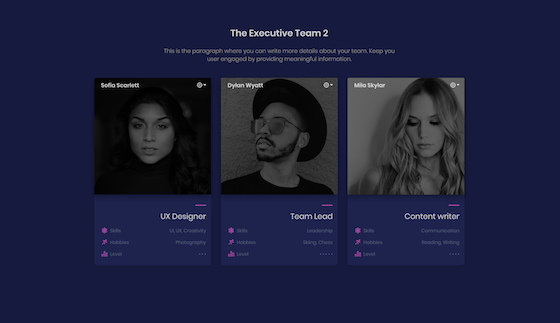 The Executive Team 2
This is the paragraph where you can write more details about your team. Keep you
user engaged by providing meaningful information.
Sofia Scarlett
Dylan Wyatt
Mila Skylar
UX Designer
Skills UI UX, Creativity
Hobbies Photography
Level
Team Lead
Skills Leadership
Hobbies Skiing, Chess
Level
Content writer
Skills Communication
Hobbies Reading, Writing
Level